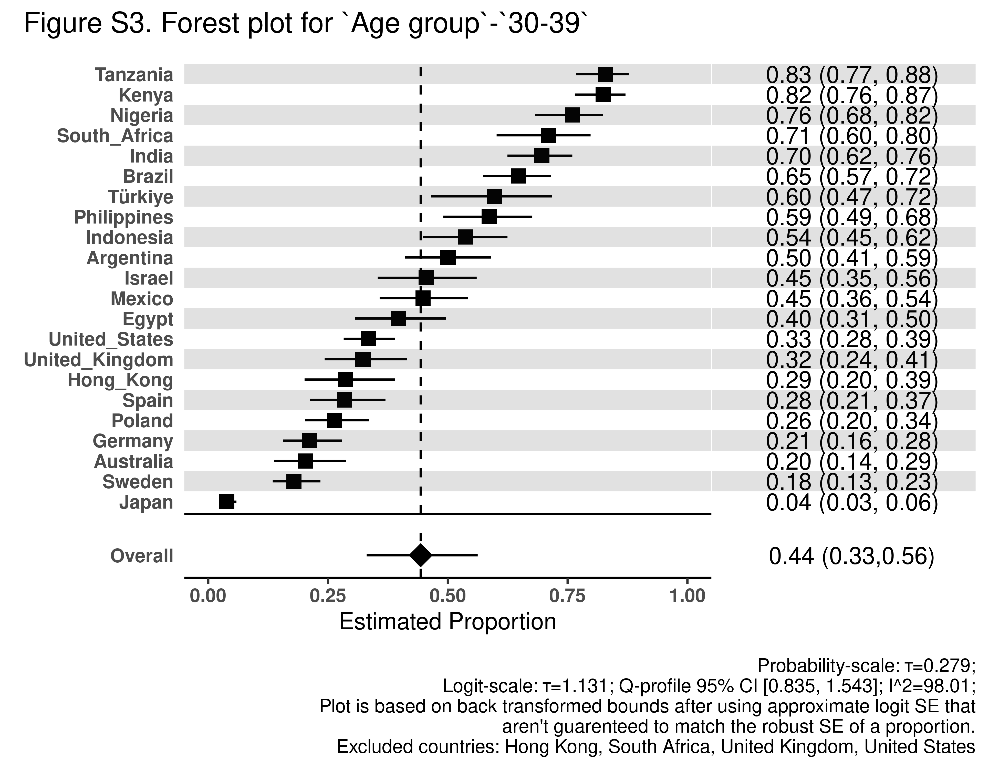 Figure S3. Forest plot for `Age group`-`30-39`
Tanzania 0.83 (0.77, 0.88)
Kenya 0.82 (0.76, 0.87)
Nigeria 0.76 (0.68, 0.82)
South_Africa 0.71 (0.60, 0.80)
India 0.70 (0.62, 0.76)
Brazil 0.65 (0.57, 0.72)
Türkiye 0.60 (0.47, 0.72)
Philippines 0.59 (0.49, 0.68)
Indonesia 0.54 (0.45, 0.62)
Argentina 0.50 (0.41, 0.59)
Israel 0.45 (0.35, 0.56)
Mexico 0.45 (0.36, 0.54)
Egypt 0.40 (0.31, 0.50)
United_States 0.33 (0.28, 0.39)
United_Kingdom 0.32 (0.24, 0.41)
Hong_Kong 0.29 (0.20, 0.39)
Spain 0.28 (0.21, 0.37)
Poland 0.26 (0.20, 0.34)
Germany 0.21 (0.16, 0.28)
Australia 0.20 (0.14, 0.29)
Sweden 0.18 (0.13, 0.23)
Japan 0.04 (0.03, 0.06)
Overall 0.44 (0.33,0.56)
0.00 0.25 0.50 0.75 1.00
Estimated Proportion
Probability-scale: τ=0.279;
Logit-scale: τ=1.131; Q-profile 95% CI [0.835, 1.543]; I^2=98.01;
Plot is based on back transformed bounds after using approximate logit SE that
aren't guarenteed to match the robust SE of a proportion.
Excluded countries: Hong Kong, South Africa, United Kingdom, United States